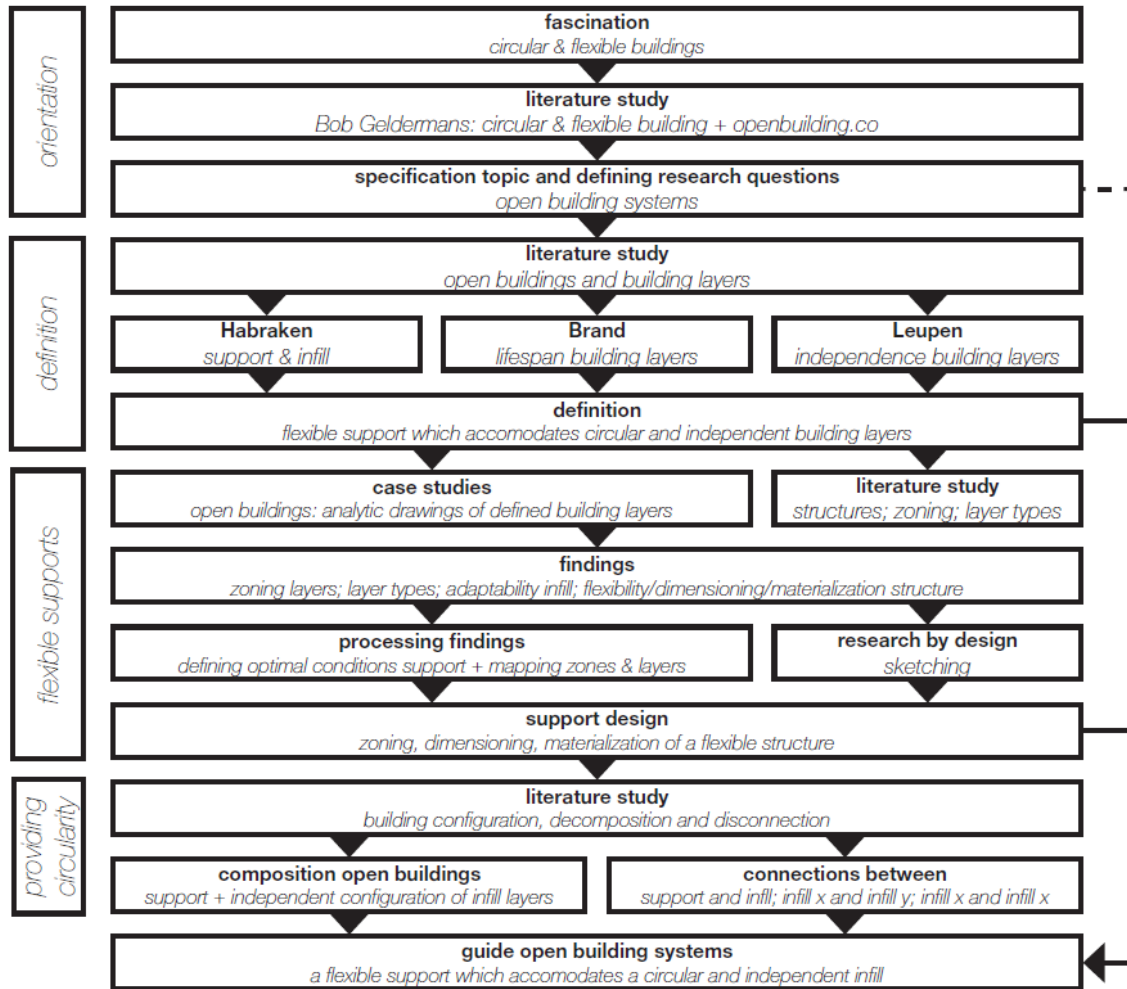 orientation
fascination
circular & flexible buildings
literature study
Bob Geldermans: circular & flexible building + openbuilding.co
specification topic and defining research questions
open building systems
definition
literature study
open buildings and building layers
Habraken
support & infill
Brand
lifespan building layers
Leupen
independence building layers
definition
flexible support which accomodates circular and independent building layers
flexible supports
case studies
open buildings: analytic drawings of defined building layers
literature study
structures; zoning; layer types
findings
zoning layers; layer types; adaptability infill; flexibility/dimensioning/materialization structure
processing findings
defining optimal conditions support + mapping zones & layers
research by design
sketching
support design
zoning, dimensioning, materialization of a flexible structure
providing
circularity
literature study
building configuration, decomposition and disconnection
composition open buildings
support + independent configuration of infill layers
connections between
support and infll; infill x and infill y; infill x and infill x
guide open building systems
a flexible support which accomodates a circular and independent infill